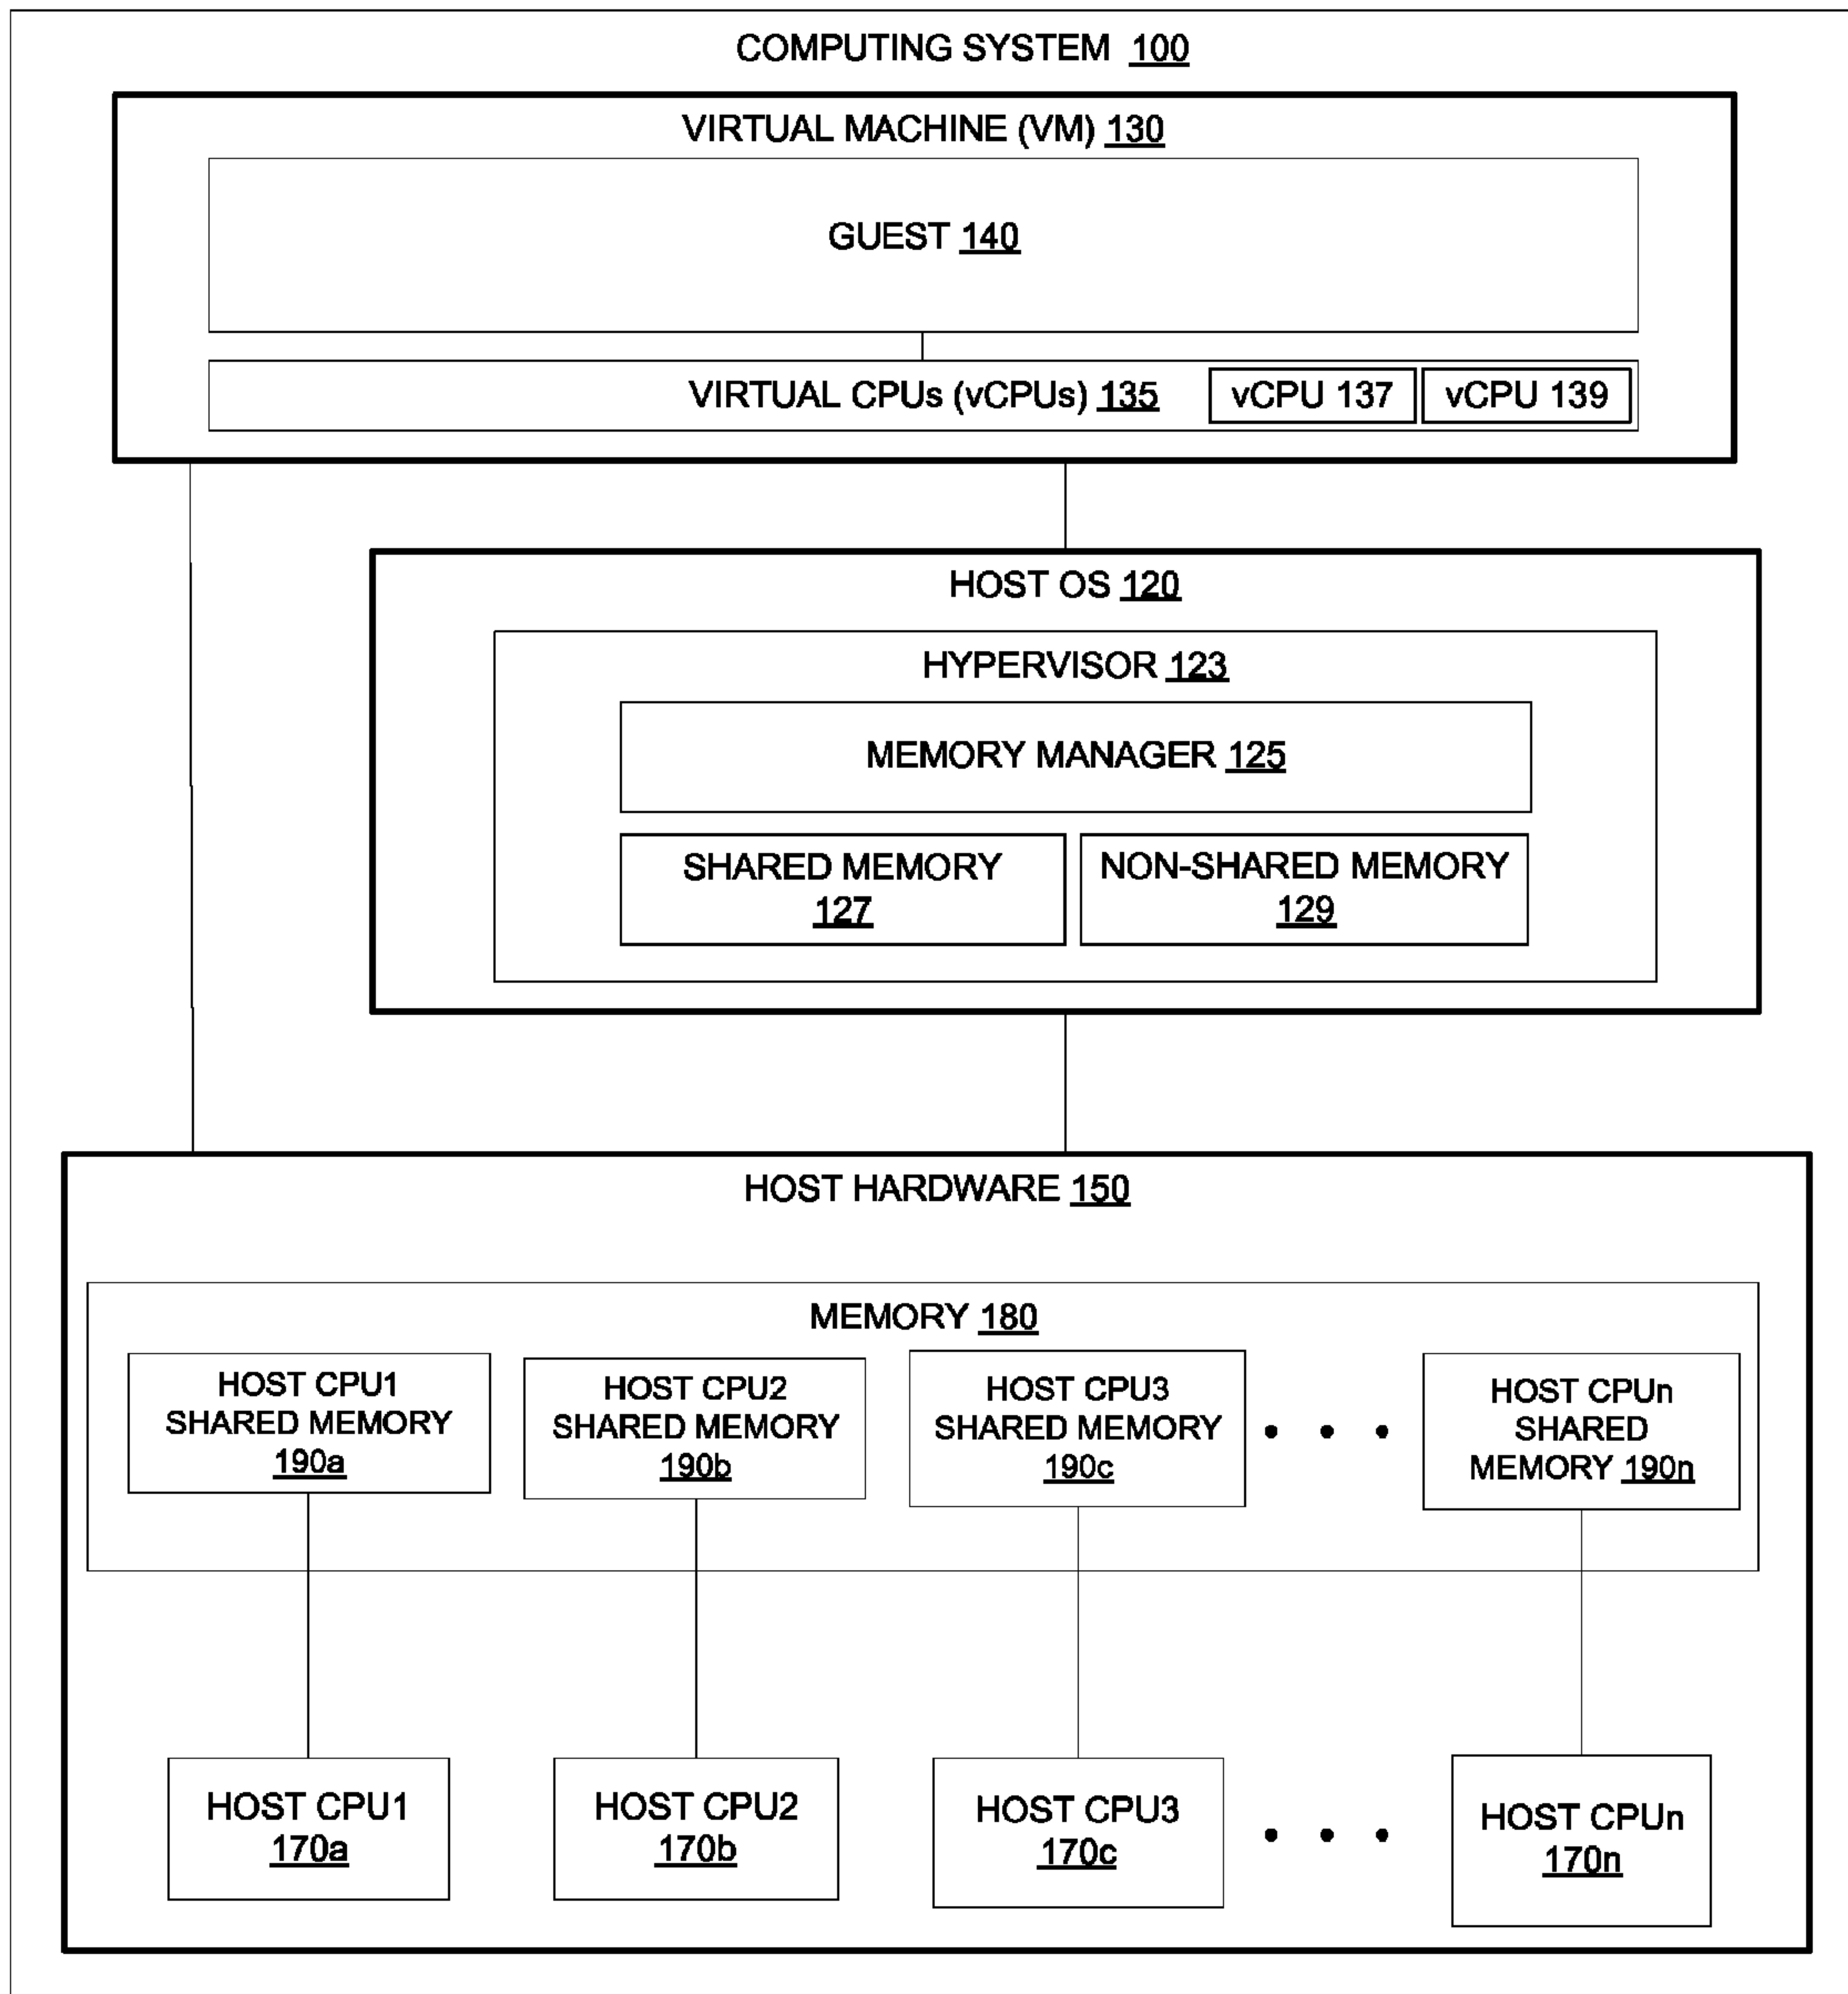 COMPUTING SYSTEM 100
VIRTUAL MACHINE (VM) 130
GUEST 140
VIRTUAL CPUs (vCPUs) 135
vCPU 137
vCPU 139
HOST OS 120
HYPERVISOR 123
MEMORY MANAGER 125
SHARED MEMORY
127
NON-SHARED MEMORY
129
HOST HARDWARE 150
MEMORY 180
HOST CPU1
SHARED MEMORY
190a
HOST CPU2
SHARED MEMORY
190b
HOST CPU3
SHARED MEMORY
190c
HOST CPUn
SHARED
MEMORY 190n
HOST CPU1
170a
HOST CPU2
170b
HOST CPU3
170c
HOST CPUn
170n